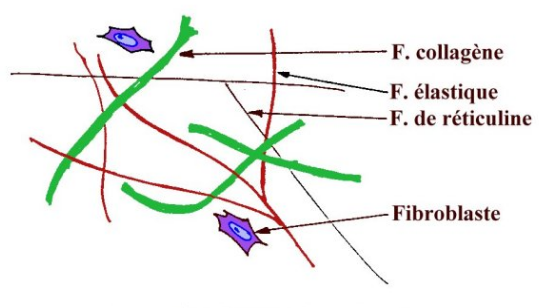 F. collagène
F. élastique
F. de réticuline
Fibroblaste